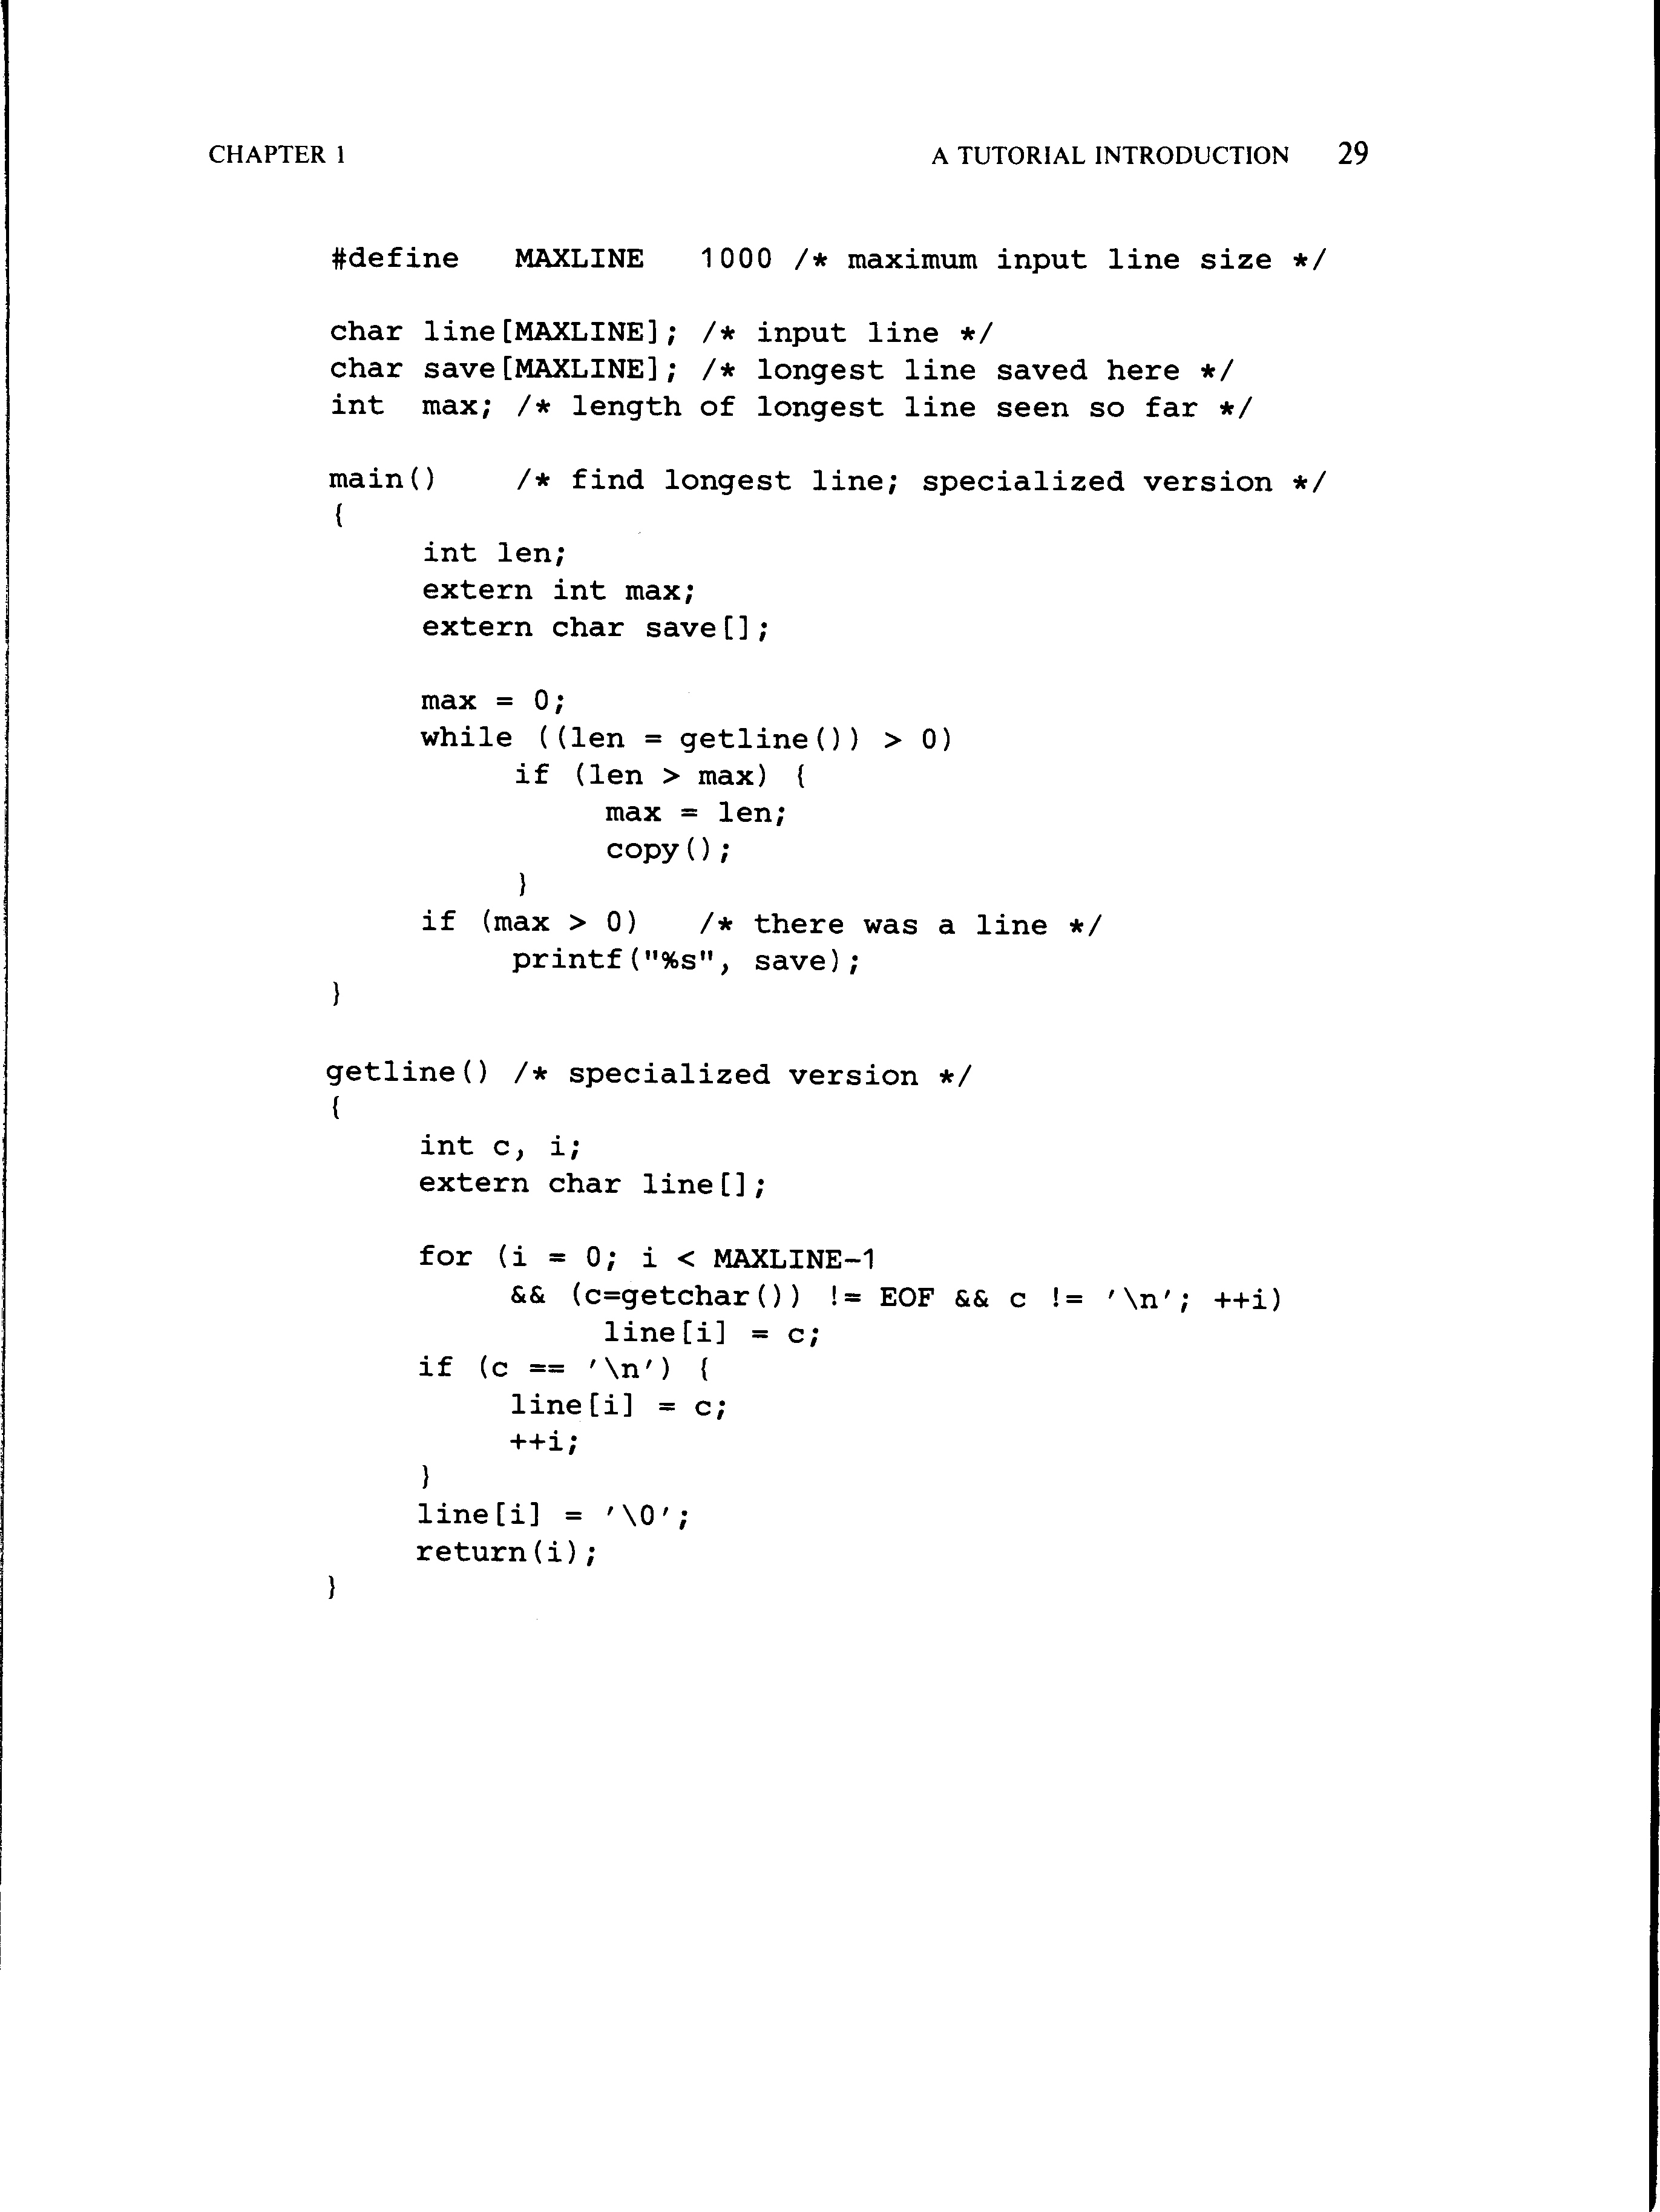 CHAPTER 1 A TUTORIAL INTRODUCTION 29
#define   MAXLINE   1000 /* maximum input line size */
char line[MAXLINE]; /* input line */
char save[MAXLINE]; /* longest line saved here */
int  max; /* length of longest line seen so far */
main()    /* find longest line; specialized version */
{
     int len;
     extern int max;
     extern char save[];
     max = 0;
     while ((len = getline()) > 0)
          if (len > max) {
               max = len;
               copy();
          }
     if (max > 0)   /* there was a line */
          printf("%s", save);
}
getline() /* specialized version */
{
     int c, i;
     extern char line[];
     for (i = 0; i < MAXLINE-1
          && (c=getchar()) != EOF && c != '\n'; ++i)
               line[i] = c;
     if (c == '\n') {
          line[i] = c;
          ++i;
     }
     line[i] = '\0';
     return(i);
}